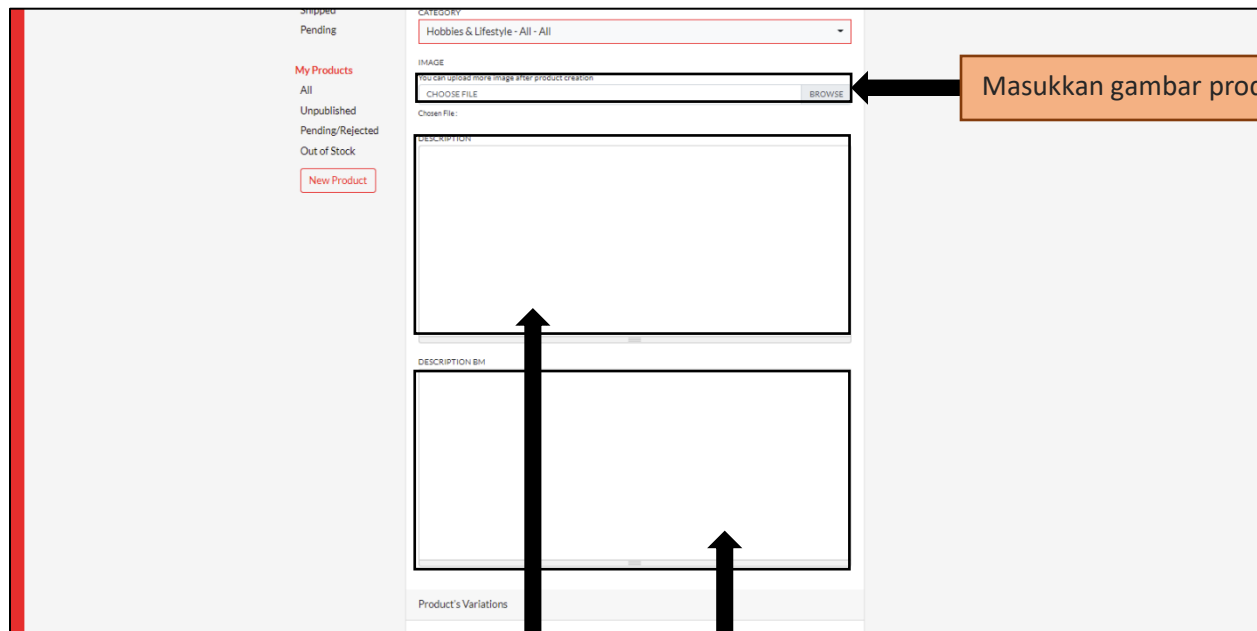 Shipped
Pending
My Products
All
Unpublished
Pending/Rejected
Out of Stock
New Product
CATEGORY
Hobbies & Lifestyle - All - All
IMAGE
You can upload more image after product creation
CHOOSE FILE
BROWSE
Chosen File :
DESCRIPTION
DESCRIPTION BM
Product's Variations
Masukkan gambar prod